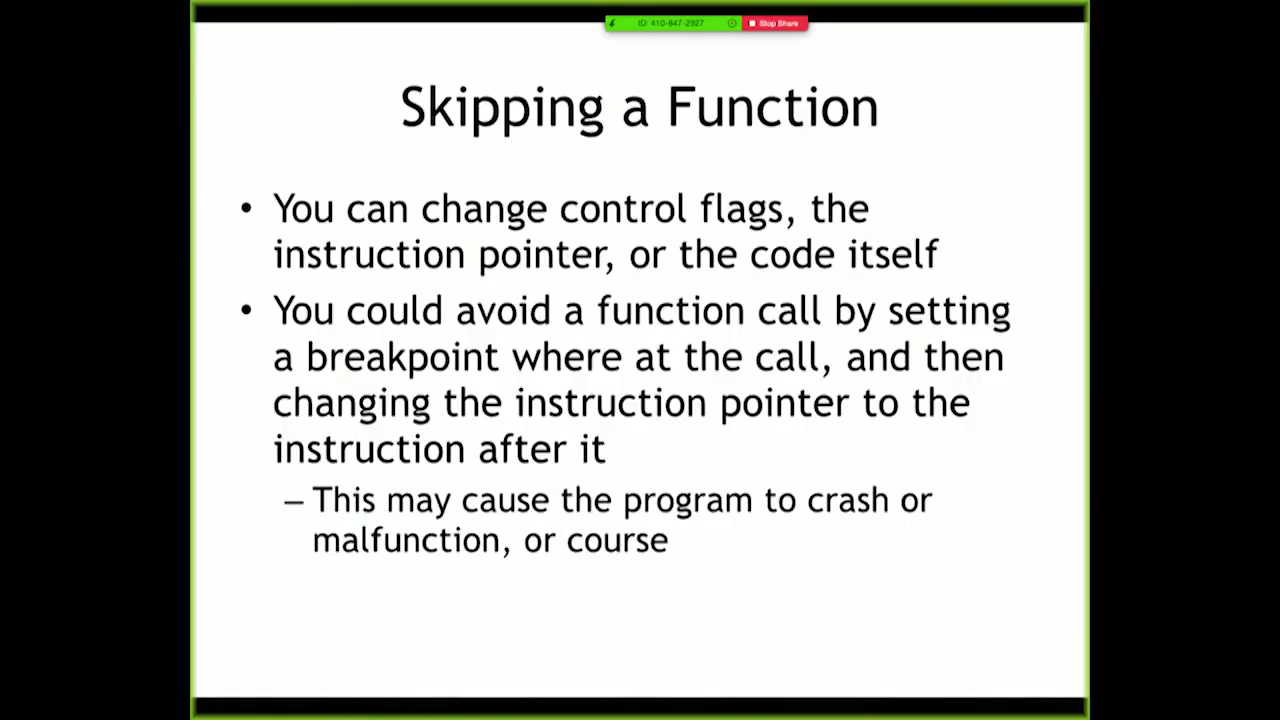 ID: 410-847-2927
Stop Share
Skipping a Function
• You can change control flags, the
instruction pointer, or the code itself
• You could avoid a function call by setting
a breakpoint where at the call, and then
changing the instruction pointer to the
instruction after it
– This may cause the program to crash or
malfunction, or course